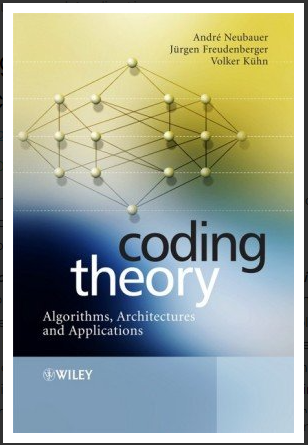 André Neubauer
Jürgen Freudenberger
Volker Kühn
coding
theory
Algorithms, Architectures
and Applications
WILEY